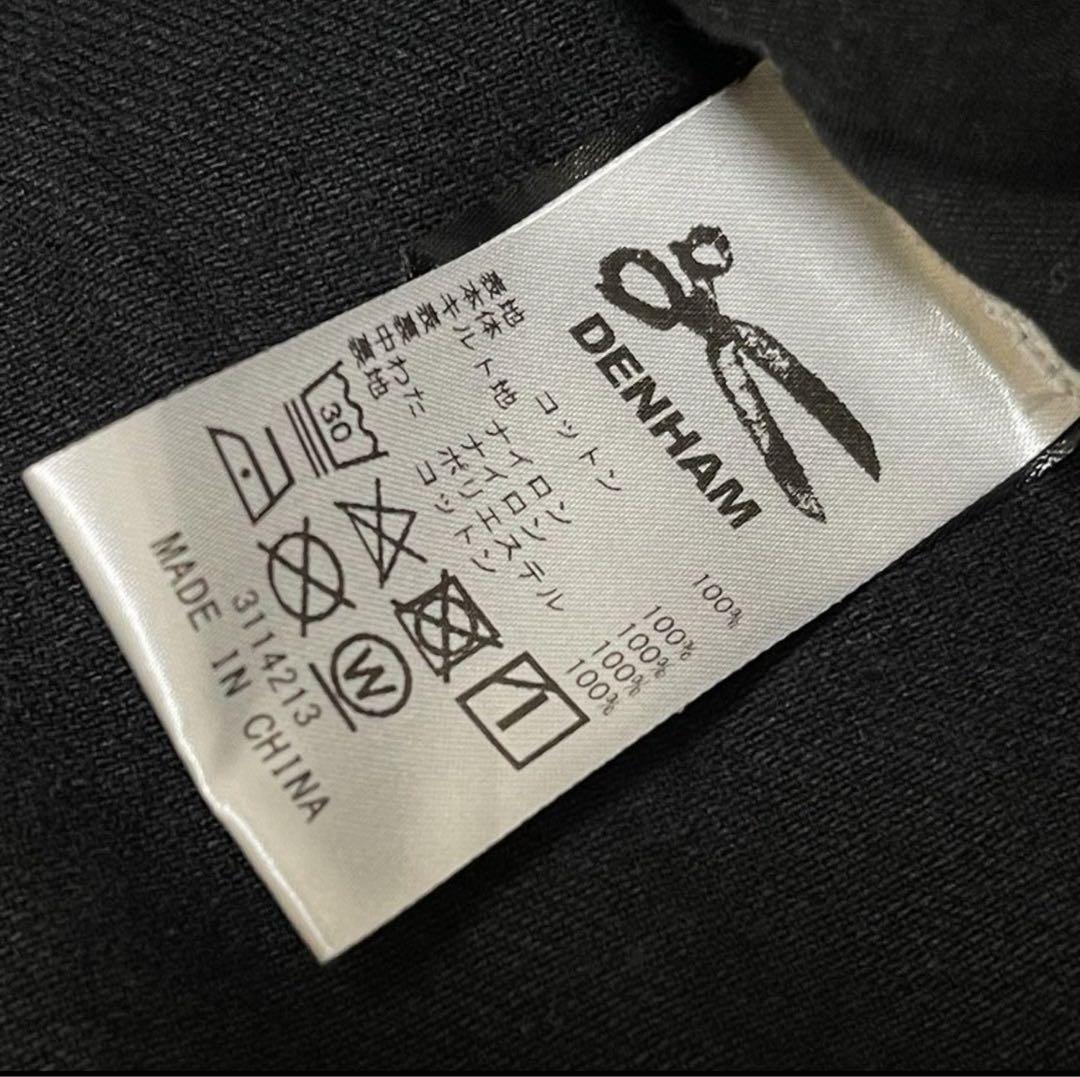 DENHAM
表地
本体 コットン 100%
キルト地
表 ナイロン 100%
裏 ナイロン 100%
中わた ポリエステル 100%
裏地 コットン 100%
30
W
3114213
MADE IN CHINA